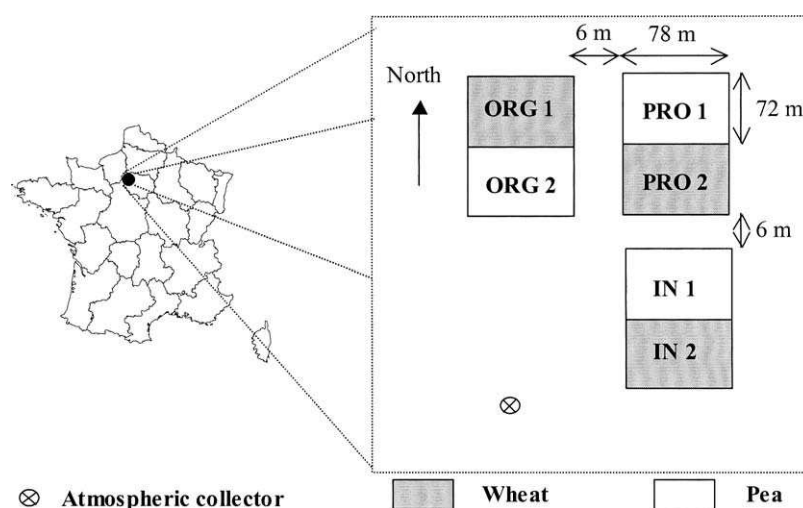 6 m
78 m
North
ORG 1
PRO 1
72 m
ORG 2
PRO 2
6 m
IN 1
IN 2
Atmospheric collector
Wheat
Pea